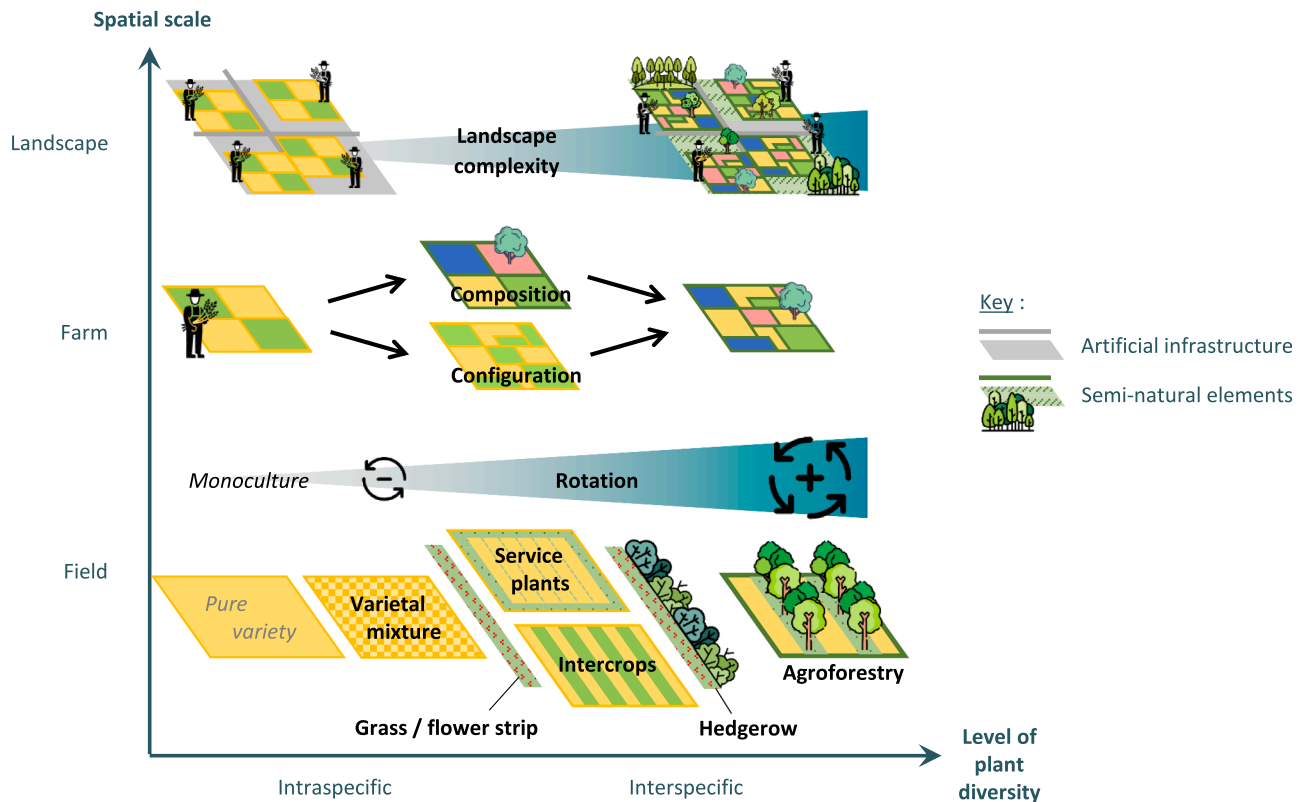 Spatial scale
Landscape
Landscape
complexity
Farm
Composition
Configuration
Key :
Artificial infrastructure
Semi-natural elements
Monoculture
-
Rotation
+
Field
Pure
variety
Varietal
mixture
Service
plants
Intercrops
Agroforestry
Grass / flower strip
Hedgerow
Level of
plant
diversity
Intraspecific
Interspecific